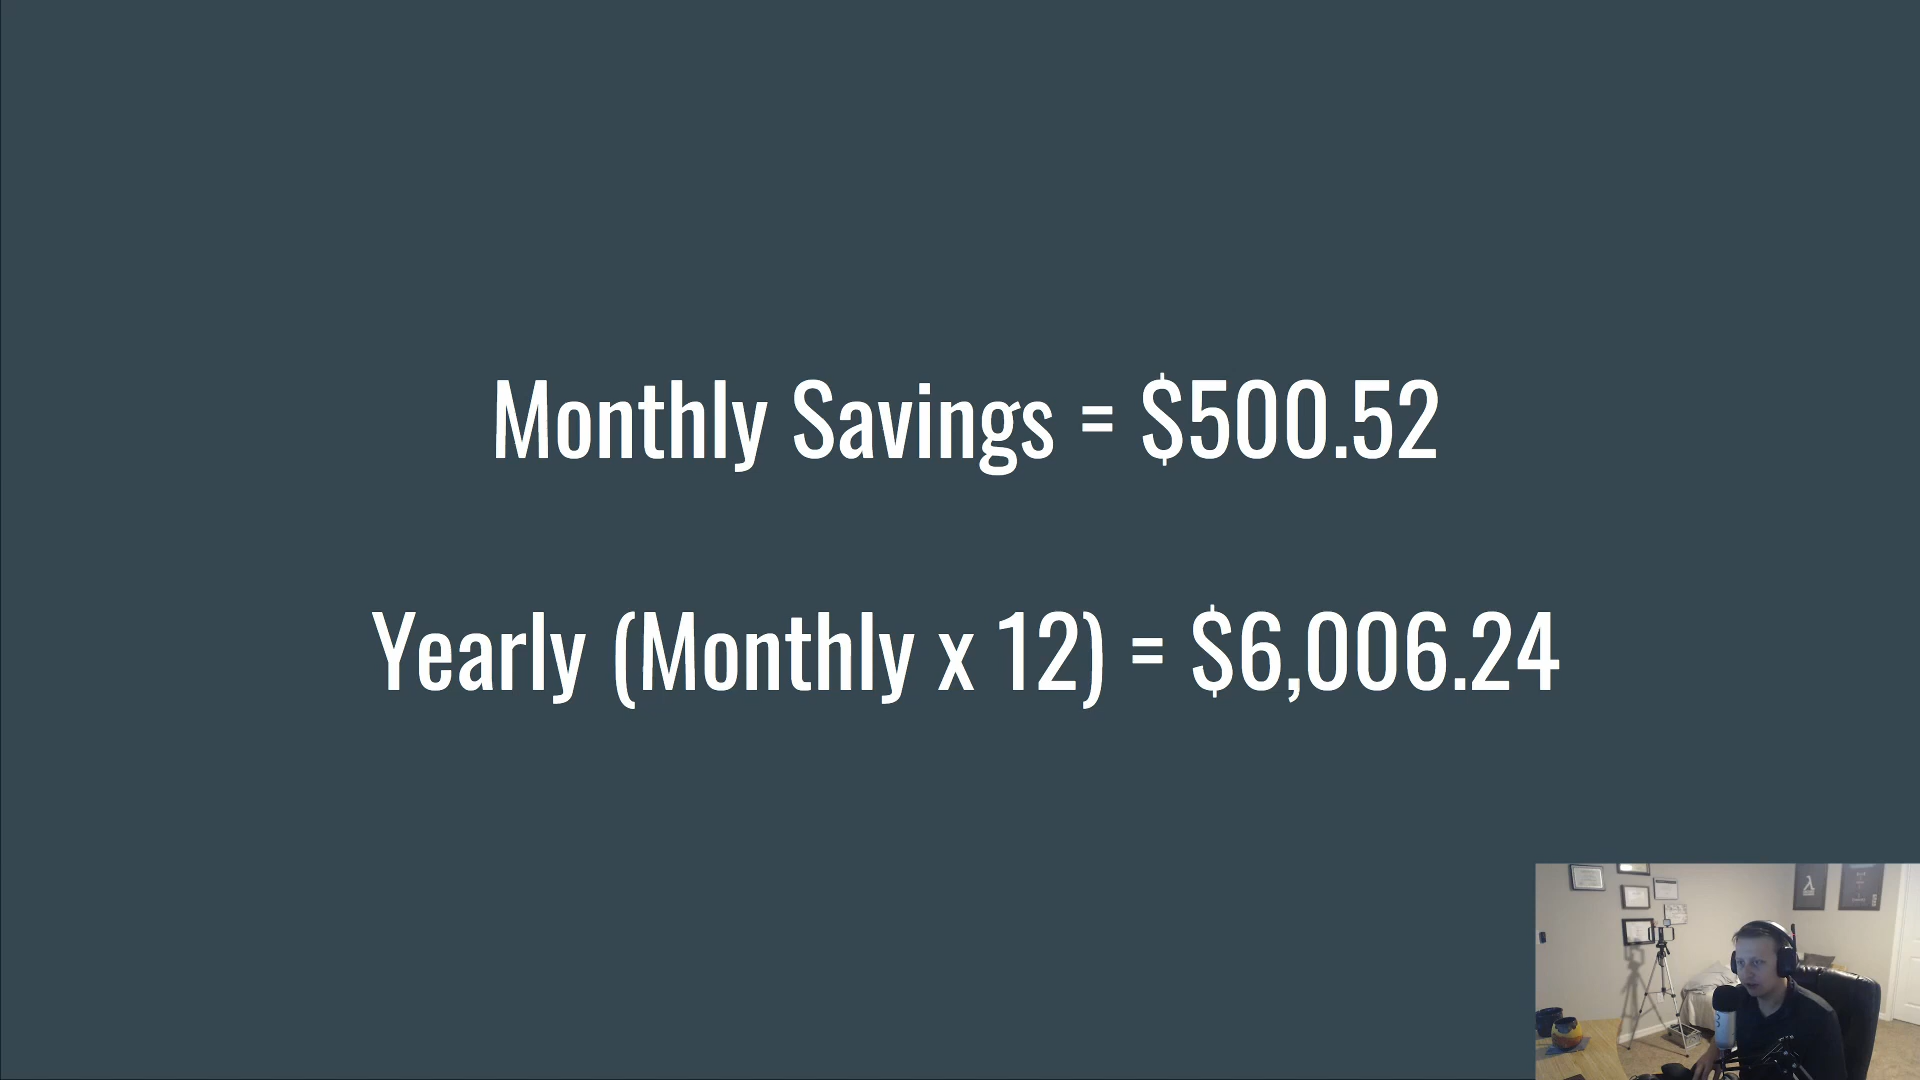 Monthly Savings = $500.52
Yearly (Monthly x 12) = $6,006.24